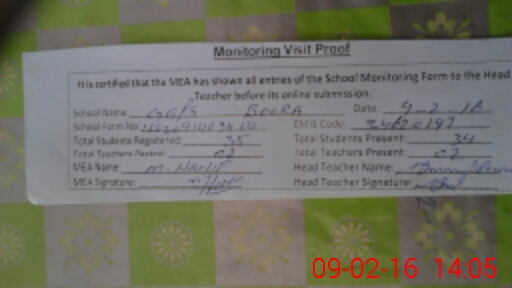 Monitoring Visit Proof
It is certified that the MEA has shown all entries of the School Monitoring Form to the Head
Teacher before its online submission.
School Name: GGPS BOORA Date: 9-2-16
School Form No: EMIS Code:
Total Students Registered: 35 Total Students Present: 34
Total Teachers Posted: 02 Total Teachers Present: 02
MEA Name M. Head Teacher Name:
MEA Signature: Head Teacher Signature:
09-02-16 14:05